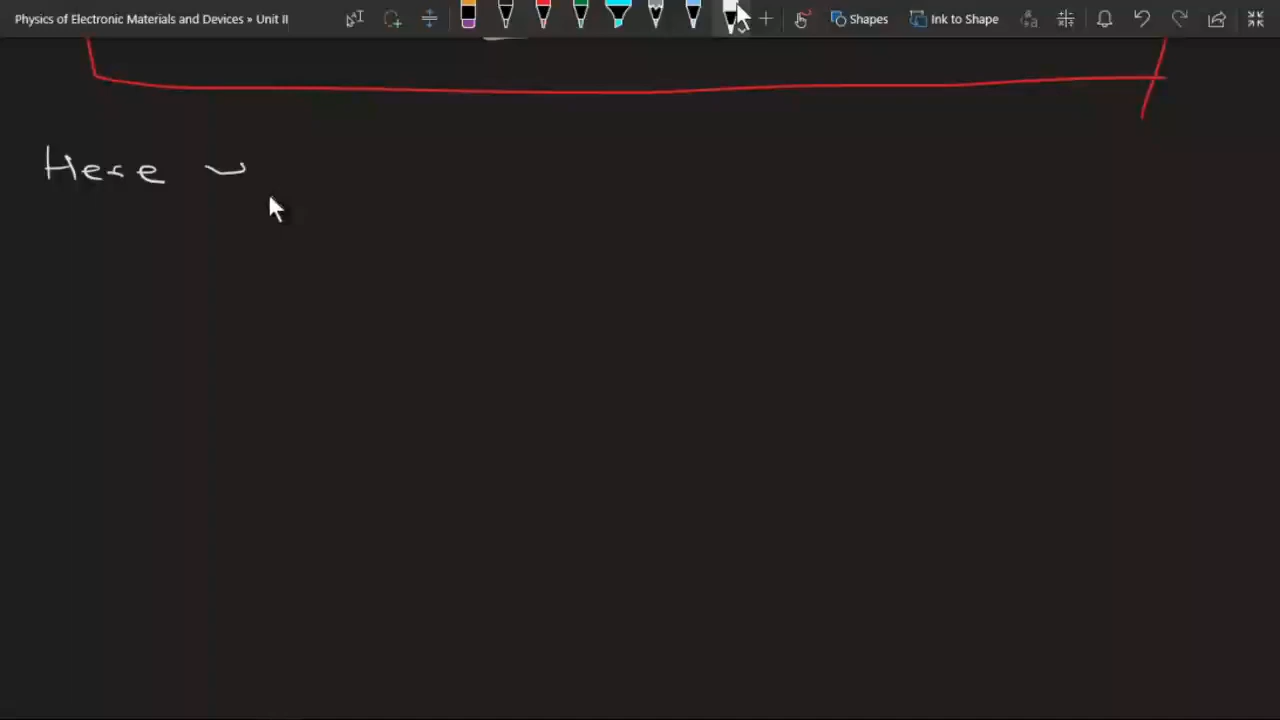 Physics of Electronic Materials and Devices » Unit II
Shapes
Ink to Shape
Here